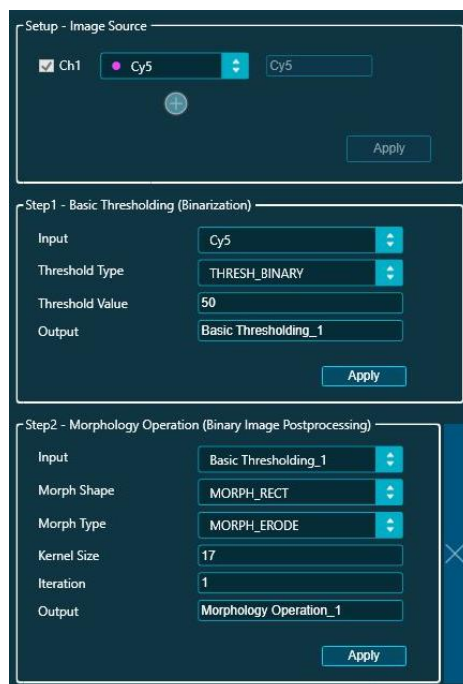 Setup - Image Source
Ch1 Cy5 Cy5
Apply
Step1 - Basic Thresholding (Binarization)
Input Cy5
Threshold Type THRESH_BINARY
Threshold Value 50
Output Basic Thresholding_1
Apply
Step2 - Morphology Operation (Binary Image Postprocessing)
Input Basic Thresholding_1
Morph Shape MORPH_RECT
Morph Type MORPH_ERODE
Kernel Size 17
Iteration 1
Output Morphology Operation_1
Apply